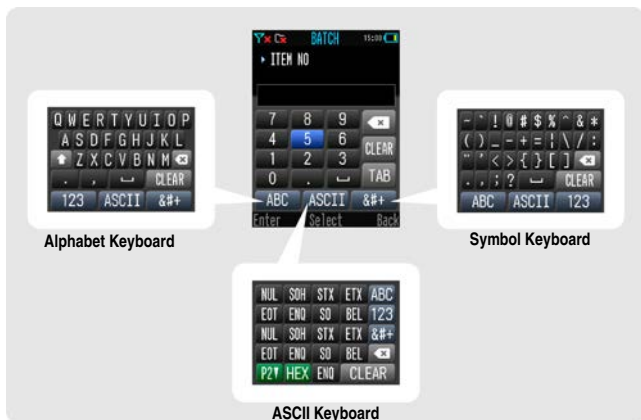 BATCH 15:00
ITEM NO
7 8 9
4 5 6 CLEAR
1 2 3
0 . TAB
ABC ASCII &#+
Enter Select Back
Q W E R T Y U I O P
A S D F G H J K L
Z X C V B N M
. , CLEAR
123 ASCII &#+
Alphabet Keyboard
~ ` ! @ # $ % ^ & *
( ) _ - + = | \ / :
" ' < > { } [ ]
. , ; ? CLEAR
ABC ASCII 123
Symbol Keyboard
NUL SOH STX ETX ABC
EOT ENQ SO BEL 123
NUL SOH STX ETX &#+
EOT ENQ SO BEL
P2▼ HEX ENQ CLEAR
ASCII Keyboard